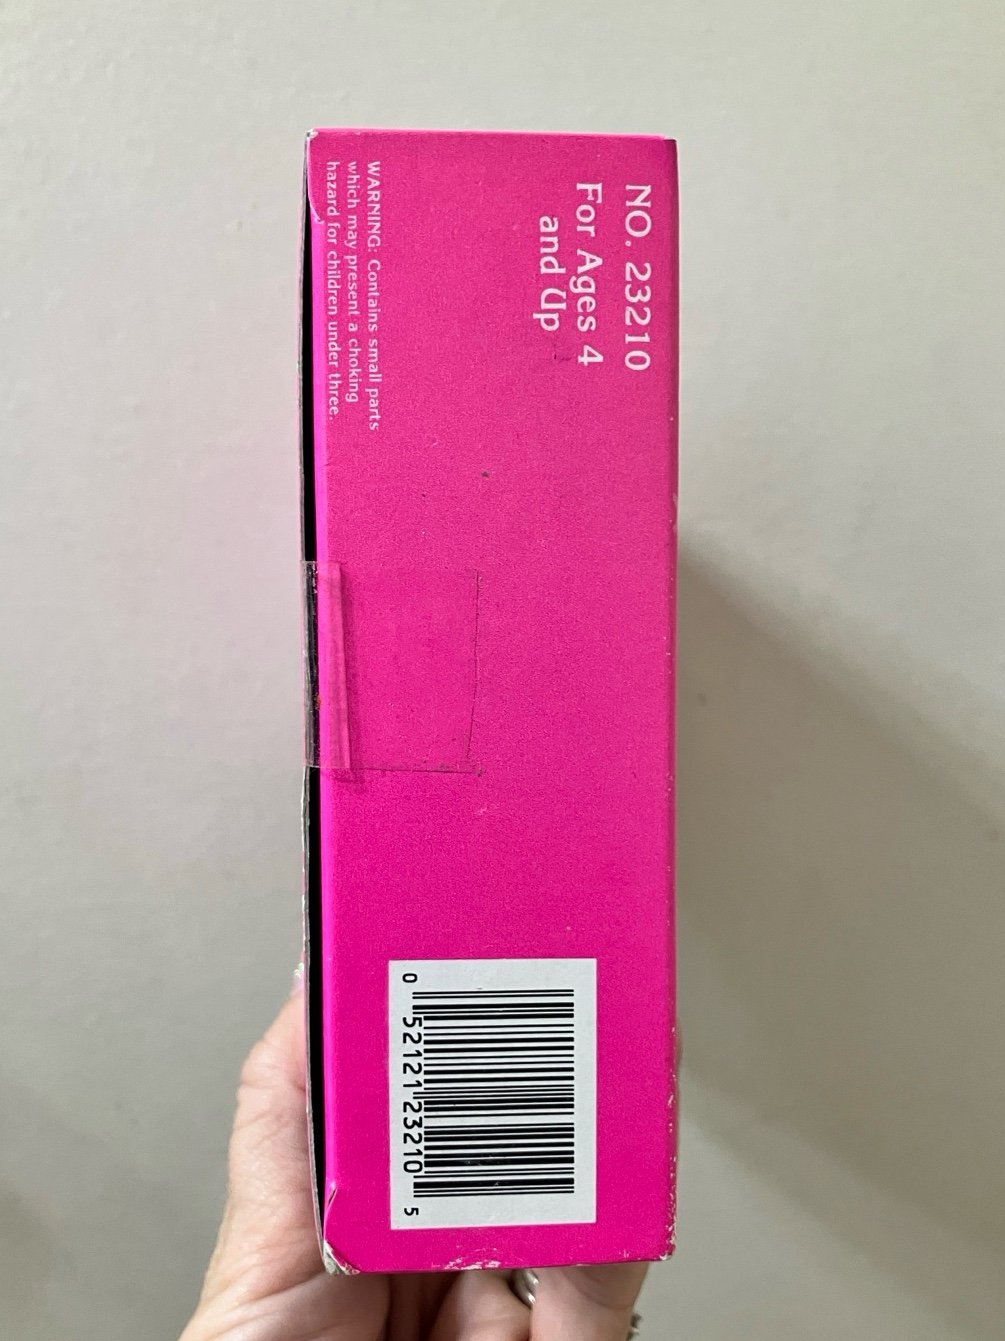 NO. 23210
For Ages 4
and Up
WARNING: Contains small parts
which may present a choking
hazard for children under three.
0 52121 23210 5